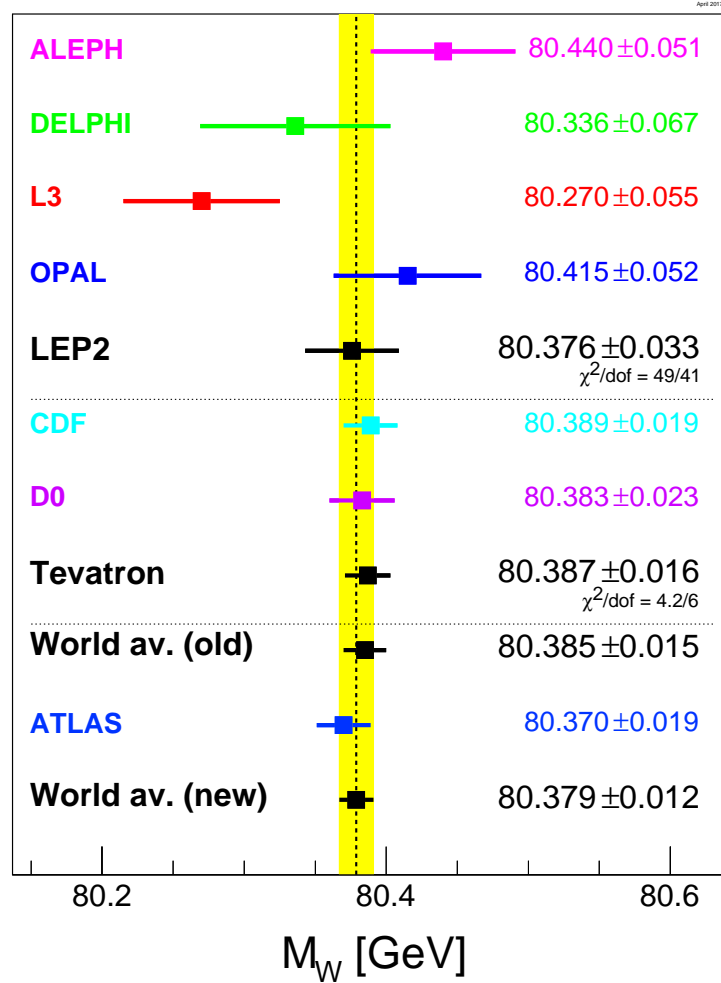 April 2017
ALEPH 80.440±0.051
DELPHI 80.336±0.067
L3 80.270±0.055
OPAL 80.415±0.052
LEP2 80.376±0.033
χ²/dof = 49/41
CDF 80.389±0.019
D0 80.383±0.023
Tevatron 80.387±0.016
χ²/dof = 4.2/6
World av. (old) 80.385±0.015
ATLAS 80.370±0.019
World av. (new) 80.379±0.012
80.2 80.4 80.6
M_W [GeV]